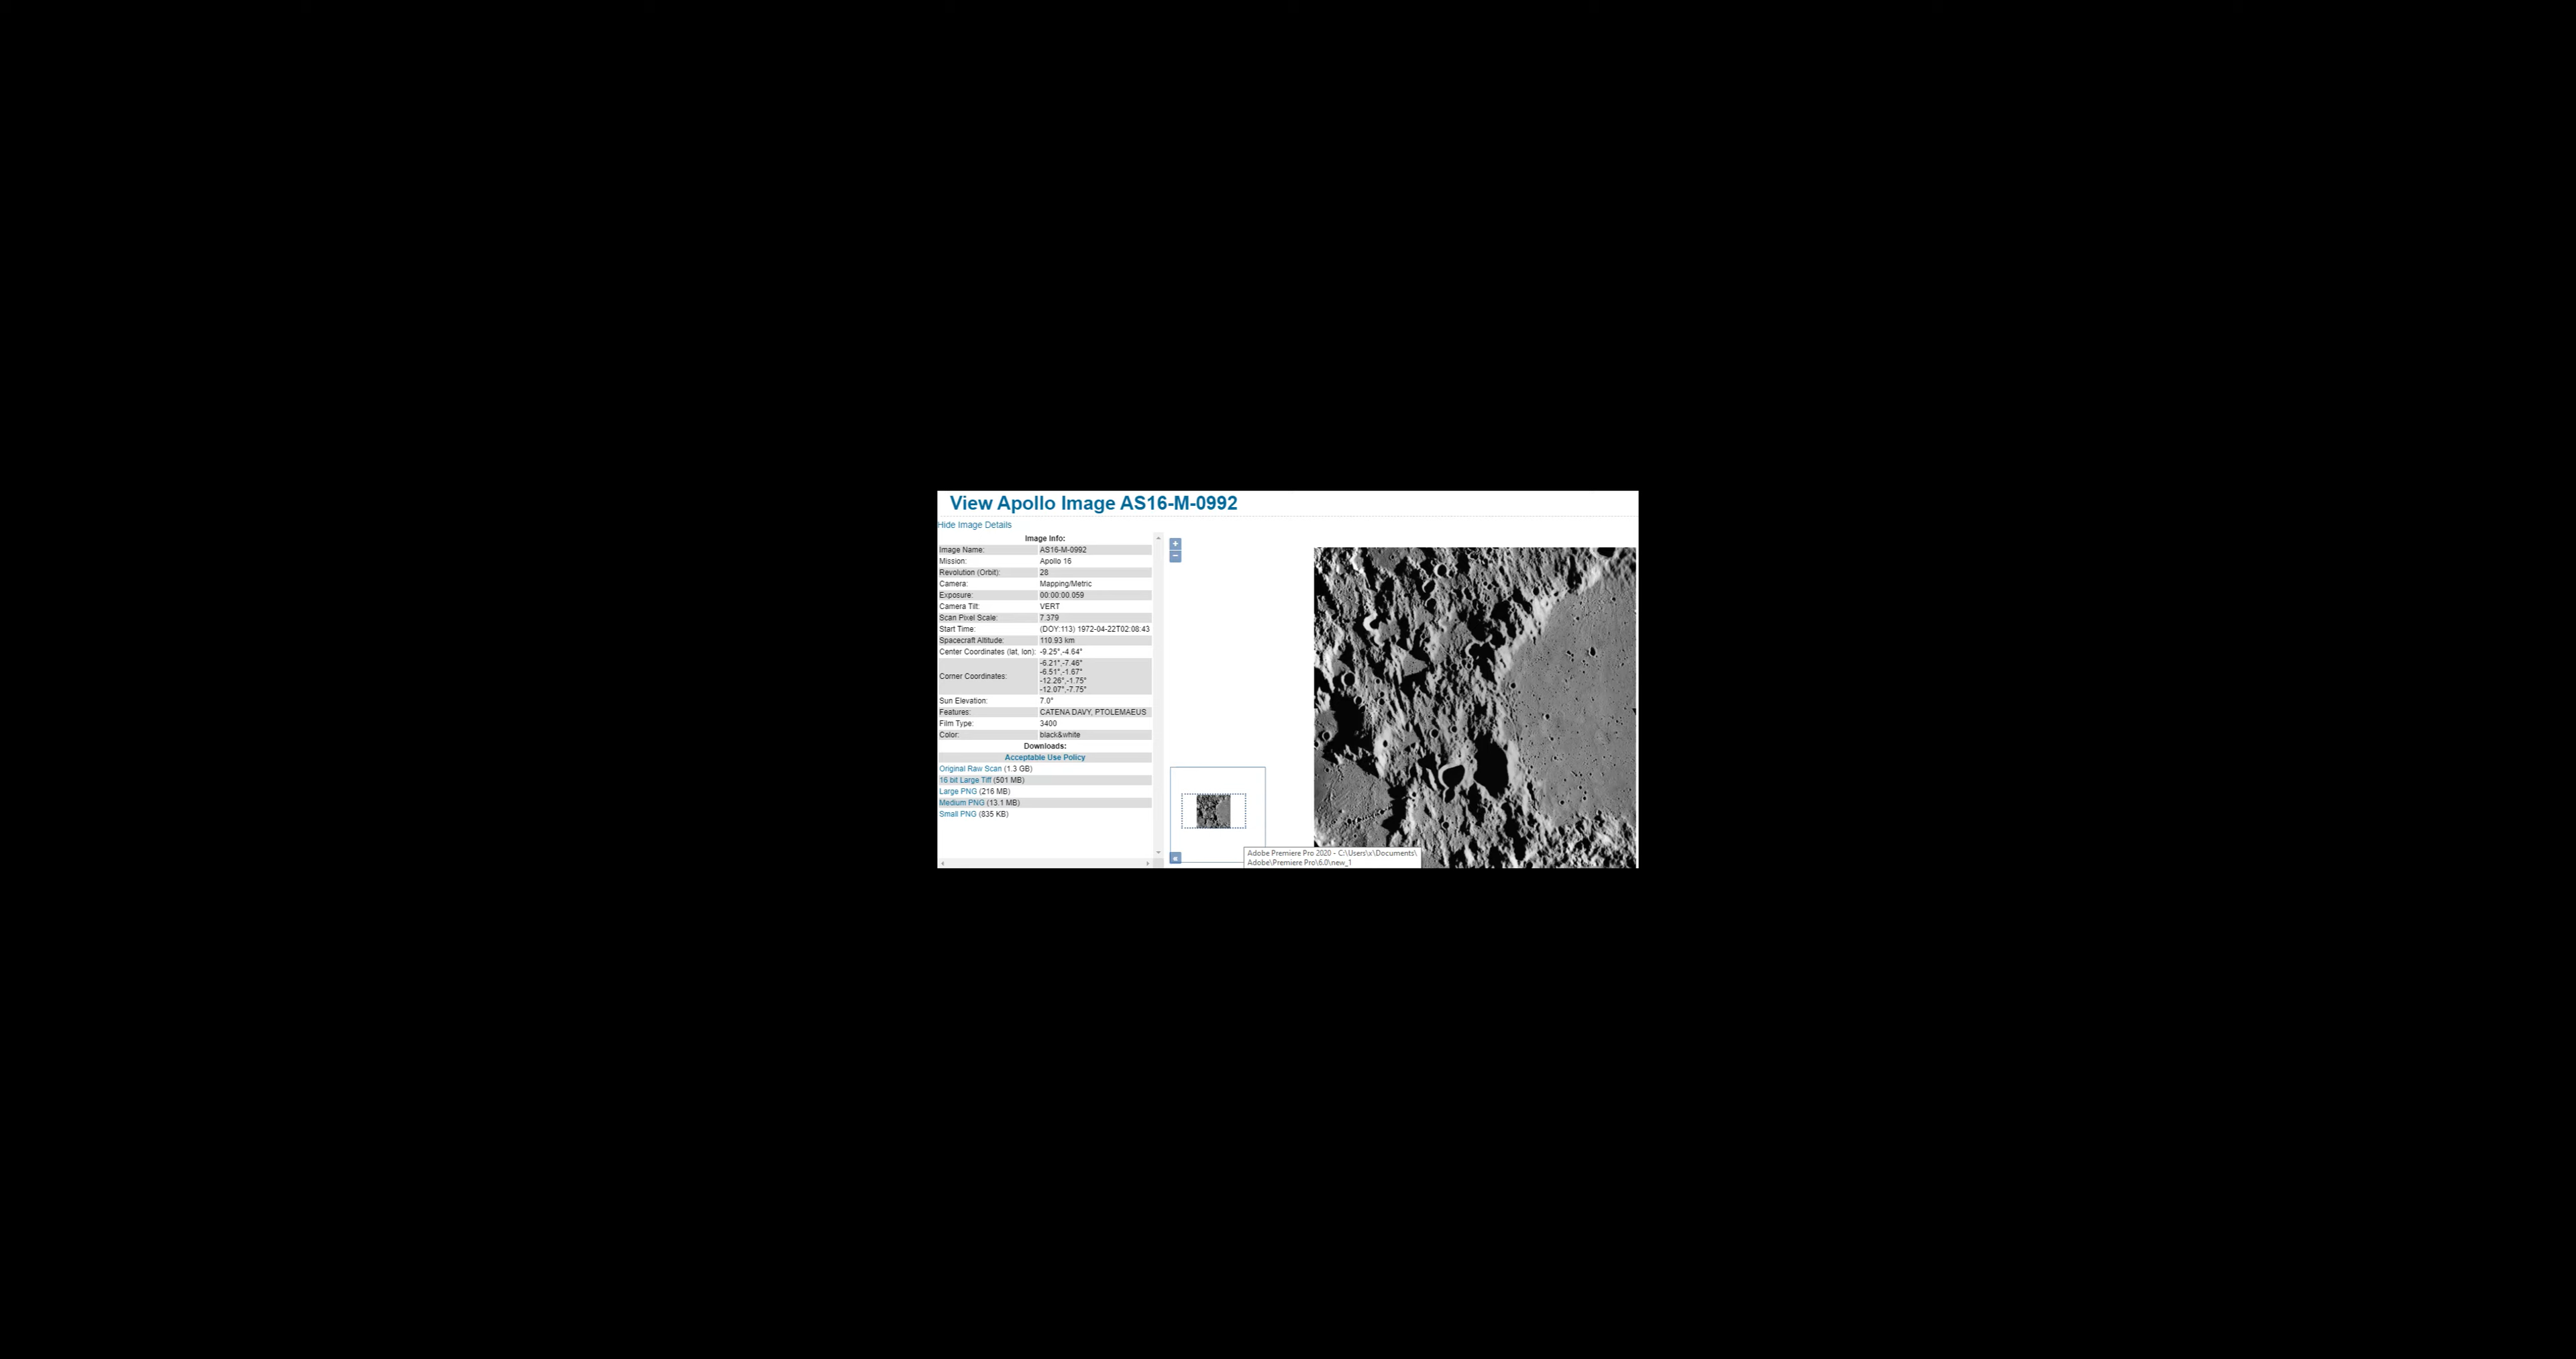 View Apollo Image AS16-M-0992
Hide Image Details
Image Info:
Image Name: AS16-M-0992
Mission: Apollo 16
Revolution (Orbit): 28
Camera: Mapping/Metric
Exposure: 00:00:00.059
Camera Tilt: VERT
Scan Pixel Scale: 7.379
Start Time: (DOY:113) 1972-04-22T02:08:43
Spacecraft Altitude: 110.93 km
Center Coordinates (lat, lon): -9.25°,-4.64°
Corner Coordinates: -6.21°,-7.46°
-6.51°,-1.67°
-12.26°,-1.75°
-12.07°,-7.75°
Sun Elevation: 7.0°
Features: CATENA DAVY, PTOLEMAEUS
Film Type: 3400
Color: black&white
Downloads:
Acceptable Use Policy
Original Raw Scan (1.3 GB)
16 bit Large Tiff (501 MB)
Large PNG (216 MB)
Medium PNG (13.1 MB)
Small PNG (835 KB)
+
−
«
Adobe Premiere Pro 2020 - C:\Users\x\Documents\
Adobe\Premiere Pro\6.0\new_1